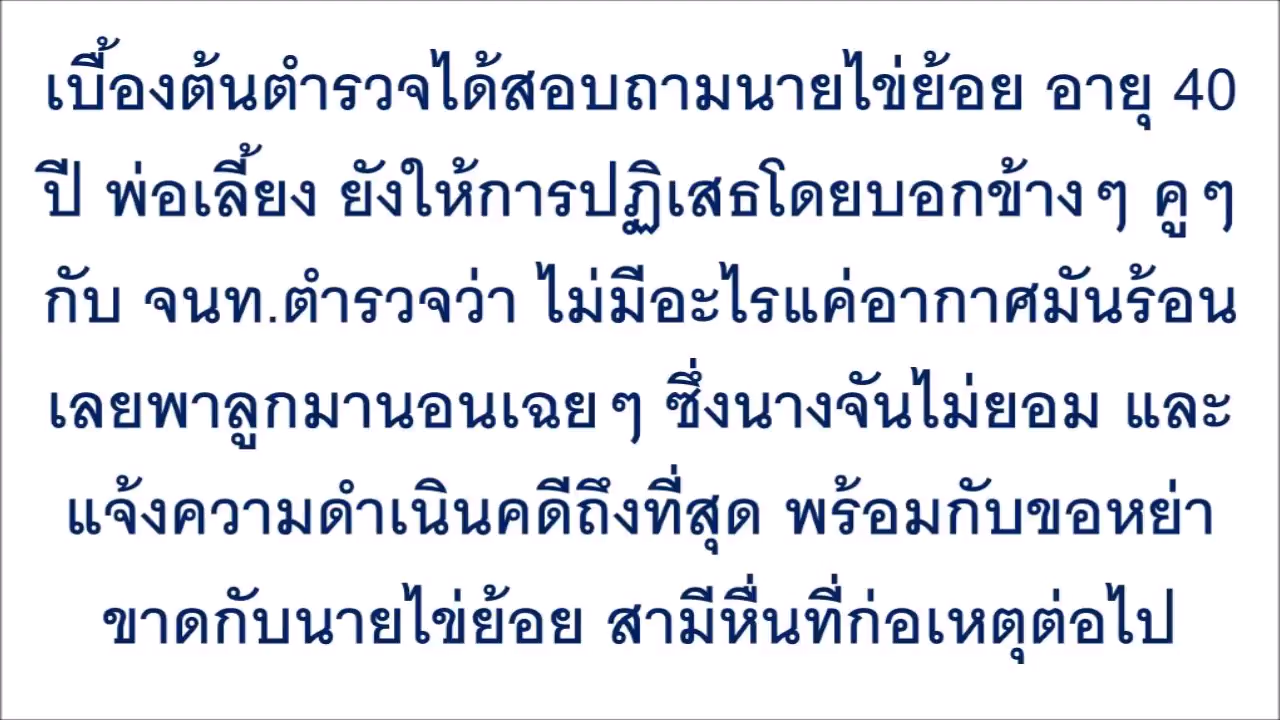 เบื้องต้นตำรวจได้สอบถามนายไข่ย้อย อายุ 40
ปี พ่อเลี้ยง ยังให้การปฏิเสธโดยบอกข้างๆ คูๆ
กับ จนท.ตำรวจว่า ไม่มีอะไรแค่อากาศมันร้อน
เลยพาลูกมานอนเฉยๆ ซึ่งนางจันไม่ยอม และ
แจ้งความดำเนินคดีถึงที่สุด พร้อมกับขอหย่า
ขาดกับนายไข่ย้อย สามีหื่นที่ก่อเหตุต่อไป